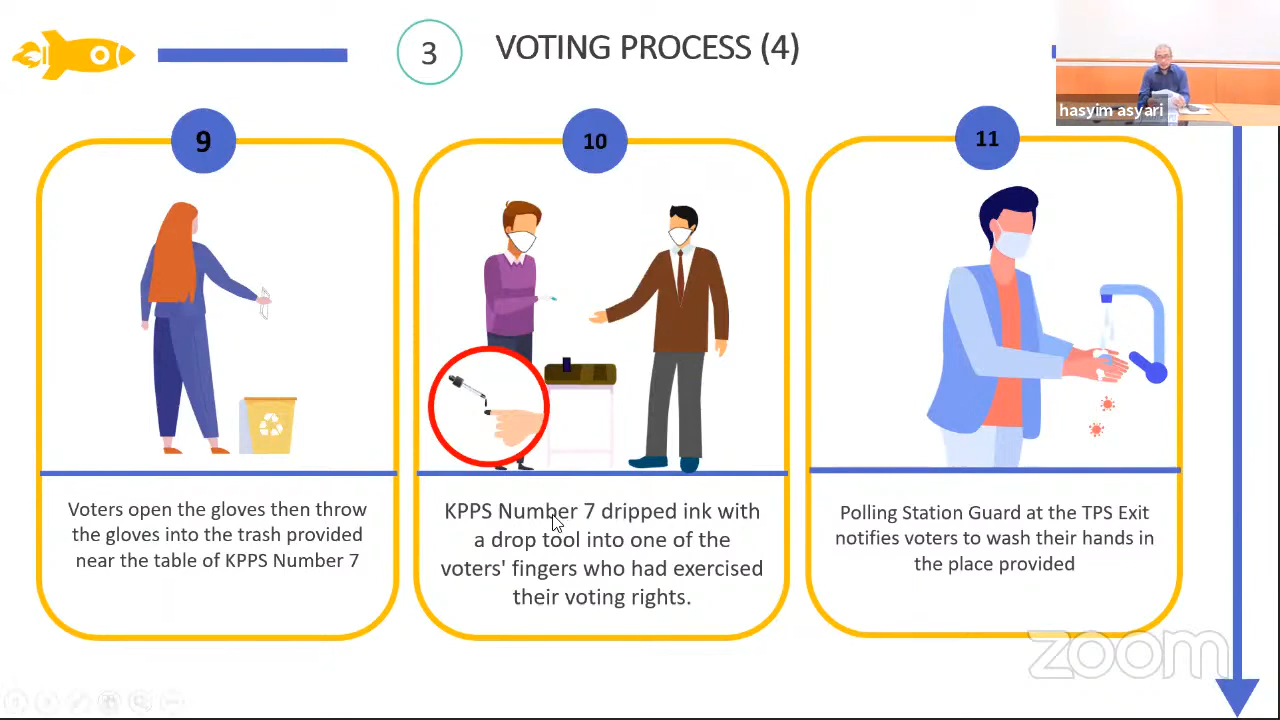 3
VOTING PROCESS (4)
hasyim asyari
9
10
11
Voters open the gloves then throw
the gloves into the trash provided
near the table of KPPS Number 7
KPPS Number 7 dripped ink with
a drop tool into one of the
voters' fingers who had exercised
their voting rights.
Polling Station Guard at the TPS Exit
notifies voters to wash their hands in
the place provided
zoom